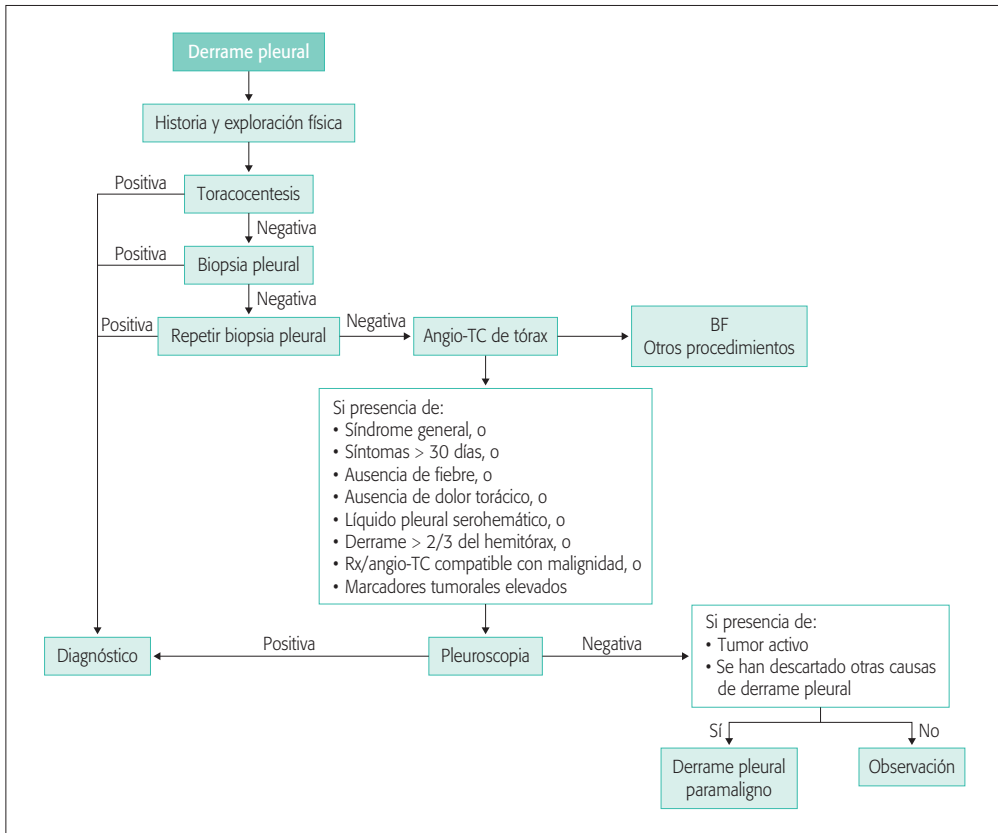 Derrame pleural
Historia y exploración física
Positiva
Toracocentesis
Negativa
Positiva
Biopsia pleural
Negativa
Positiva
Repetir biopsia pleural
Negativa
Angio-TC de tórax
BF
Otros procedimientos
Si presencia de:
• Síndrome general, o
• Síntomas > 30 días, o
• Ausencia de fiebre, o
• Ausencia de dolor torácico, o
• Líquido pleural serohemático, o
• Derrame > 2/3 del hemitórax, o
• Rx/angio-TC compatible con malignidad, o
• Marcadores tumorales elevados
Diagnóstico
Positiva
Pleuroscopia
Negativa
Si presencia de:
• Tumor activo
• Se han descartado otras causas
de derrame pleural
Sí
No
Derrame pleural
paramaligno
Observación